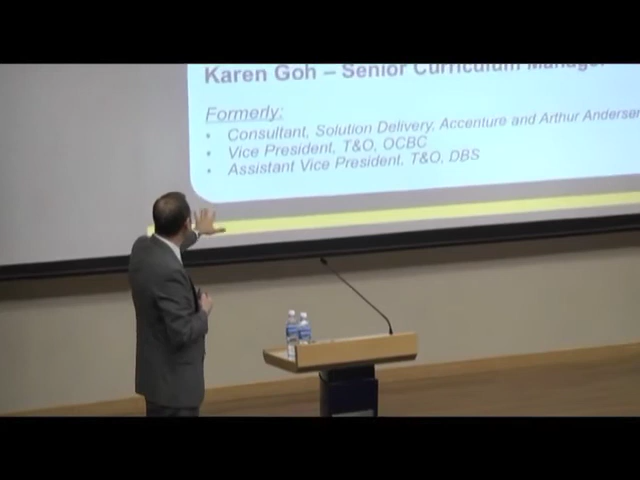 Karen Goh – Senior Curriculum Manager
Formerly:
• Consultant, Solution Delivery, Accenture and Arthur Andersen
• Vice President, T&O, OCBC
• Assistant Vice President, T&O, DBS